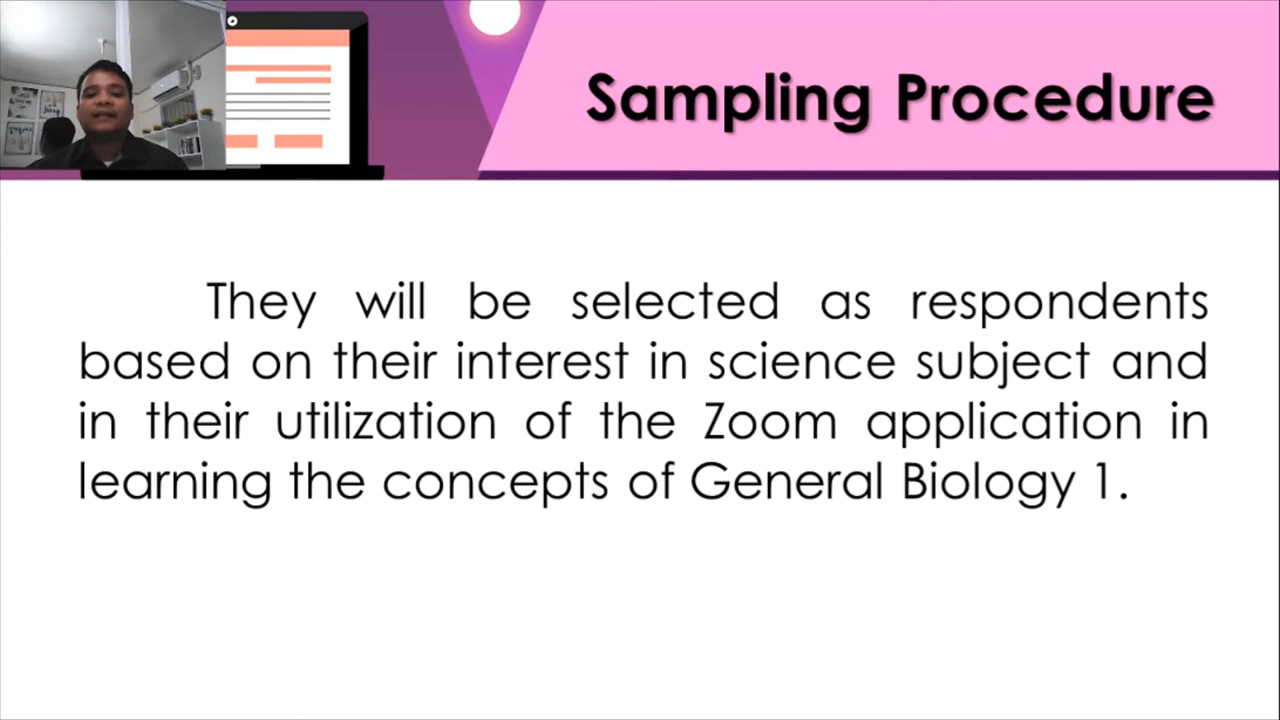 Sampling Procedure
They will be selected as respondents
based on their interest in science subject and
in their utilization of the Zoom application in
learning the concepts of General Biology 1.